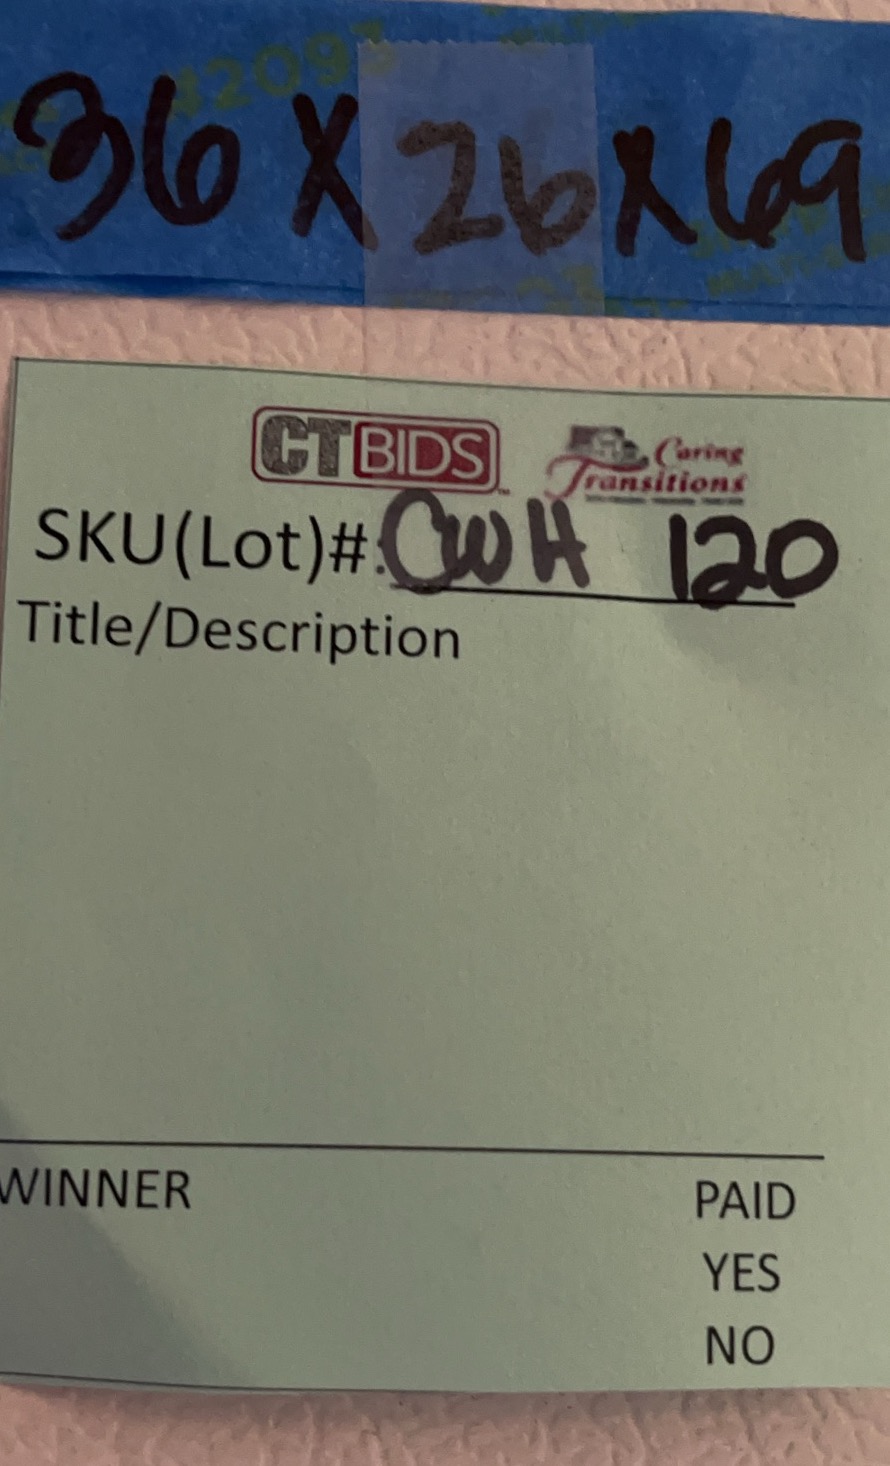 36 X 26 X 69
CTBIDS Caring
Transitions
SKU(Lot)#: CWH 120
Title/Description
WINNER PAID
YES
NO